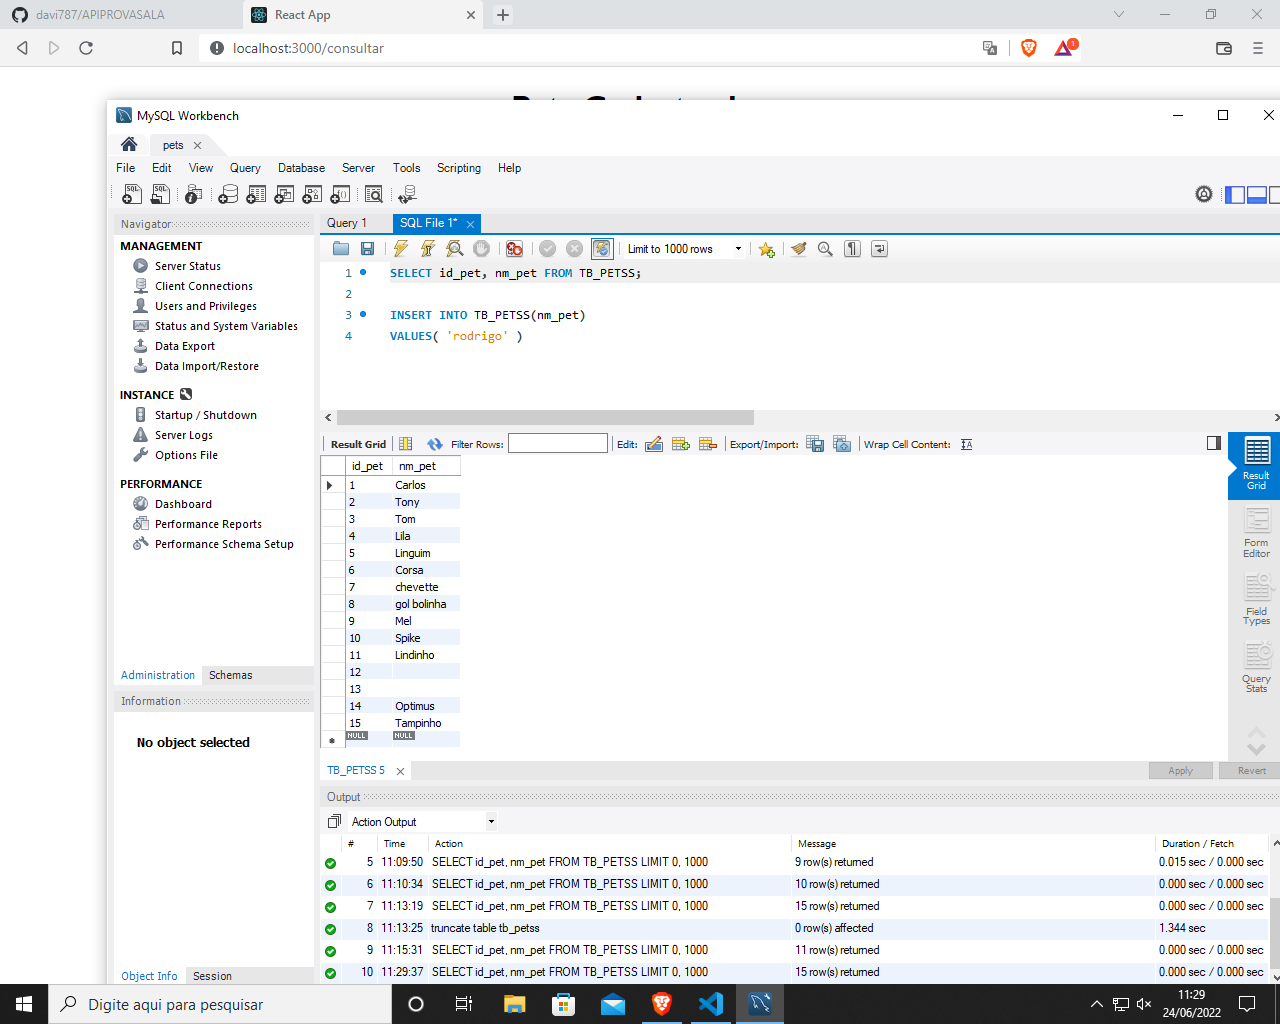 davi787/APIPROVASALA
React App
localhost:3000/consultar
1
MySQL Workbench
pets
File Edit View Query Database Server Tools Scripting Help
Navigator
Query 1
SQL File 1*
MANAGEMENT
Server Status
Client Connections
Users and Privileges
Status and System Variables
Data Export
Data Import/Restore
INSTANCE
Startup / Shutdown
Server Logs
Options File
PERFORMANCE
Dashboard
Performance Reports
Performance Schema Setup
Administration Schemas
Information
No object selected
Object Info Session
Limit to 1000 rows
1 SELECT id_pet, nm_pet FROM TB_PETSS;
2
3 INSERT INTO TB_PETSS(nm_pet)
4 VALUES( 'rodrigo' )
Result Grid Filter Rows: Edit: Export/Import: Wrap Cell Content:
id_pet nm_pet
1 Carlos
2 Tony
3 Tom
4 Lila
5 Linguim
6 Corsa
7 chevette
8 gol bolinha
9 Mel
10 Spike
11 Lindinho
12
13
14 Optimus
15 Tampinho
NULL NULL
Result
Grid
Form
Editor
Field
Types
Query
Stats
TB_PETSS 5
Apply Revert
Output
Action Output
# Time Action Message Duration / Fetch
5 11:09:50 SELECT id_pet, nm_pet FROM TB_PETSS LIMIT 0, 1000 9 row(s) returned 0.015 sec / 0.000 sec
6 11:10:34 SELECT id_pet, nm_pet FROM TB_PETSS LIMIT 0, 1000 10 row(s) returned 0.000 sec / 0.000 sec
7 11:13:19 SELECT id_pet, nm_pet FROM TB_PETSS LIMIT 0, 1000 15 row(s) returned 0.000 sec / 0.000 sec
8 11:13:25 truncate table tb_petss 0 row(s) affected 1.344 sec
9 11:15:31 SELECT id_pet, nm_pet FROM TB_PETSS LIMIT 0, 1000 11 row(s) returned 0.000 sec / 0.000 sec
10 11:29:37 SELECT id_pet, nm_pet FROM TB_PETSS LIMIT 0, 1000 15 row(s) returned 0.000 sec / 0.000 sec
Digite aqui para pesquisar
11:29
24/06/2022